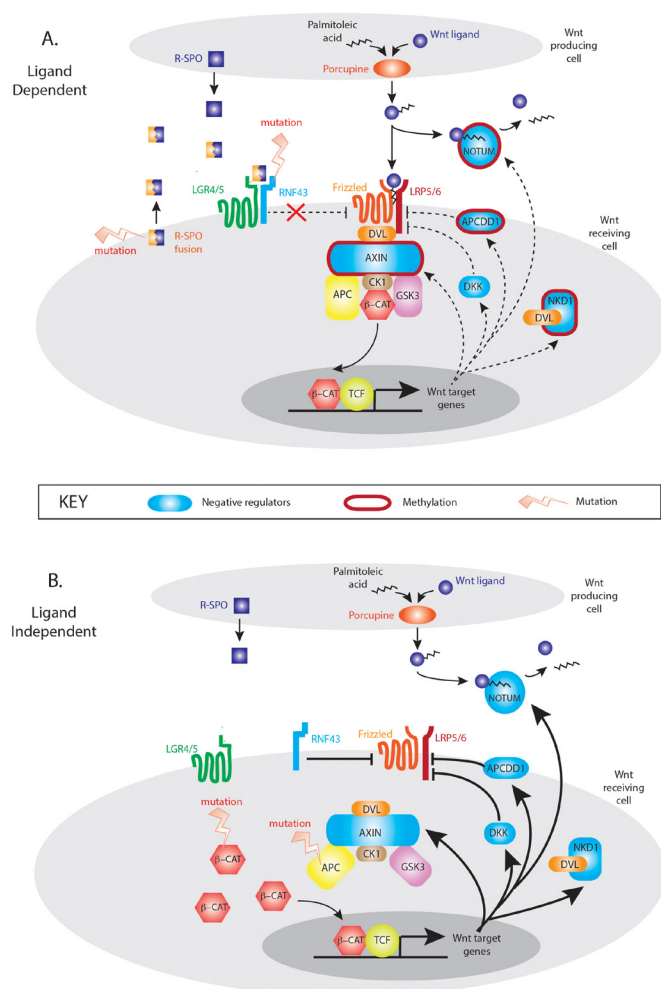 A.
Ligand
Dependent
Palmitoleic
acid
Wnt ligand
Wnt
producing
cell
R-SPO
Porcupine
mutation
NOTUM
LGR4/5
RNF43
Frizzled
LRP5/6
Wnt
receiving
cell
mutation
R-SPO
fusion
DVL
APCDD1
AXIN
CK1
APC
β-CAT
GSK3
DKK
NKD1
DVL
β-CAT
TCF
Wnt target
genes
KEY
Negative regulators
Methylation
Mutation
B.
Ligand
Independent
Palmitoleic
acid
Wnt ligand
Wnt
producing
cell
R-SPO
Porcupine
NOTUM
LGR4/5
RNF43
Frizzled
LRP5/6
APCDD1
Wnt
receiving
cell
mutation
mutation
DVL
AXIN
DKK
NKD1
DVL
β-CAT
APC
CK1
GSK3
β-CAT
β-CAT
β-CAT
TCF
Wnt target
genes